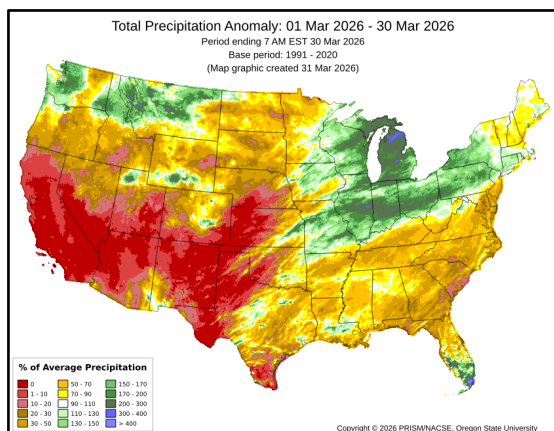 Total Precipitation Anomaly: 01 Mar 2026 - 30 Mar 2026
Period ending 7 AM EST 30 Mar 2026
Base period: 1991 - 2020
(Map graphic created 31 Mar 2026)
% of Average Precipitation
0
1 - 10
10 - 20
20 - 30
30 - 50
50 - 70
70 - 90
90 - 110
110 - 130
130 - 150
150 - 170
170 - 200
200 - 300
300 - 400
> 400
Copyright © 2026 PRISM/NACSE, Oregon State University